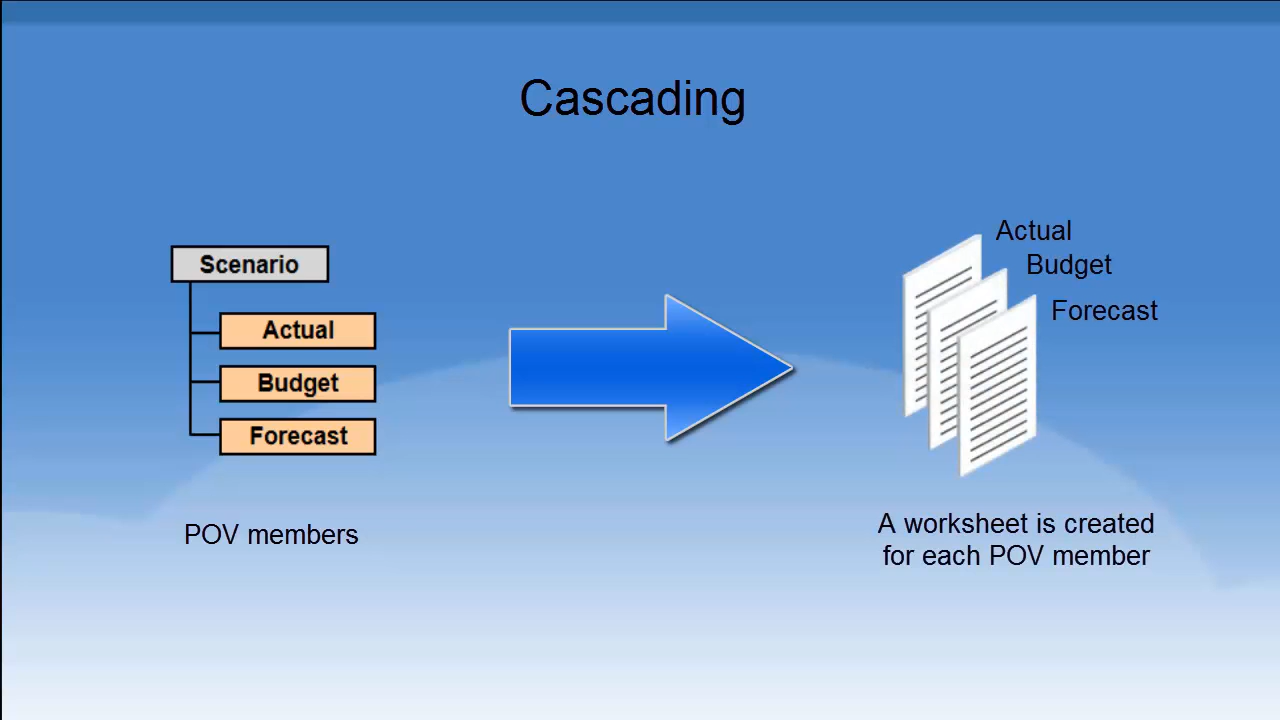 Cascading
Scenario
Actual
Budget
Forecast
POV members
Actual
Budget
Forecast
A worksheet is created
for each POV member